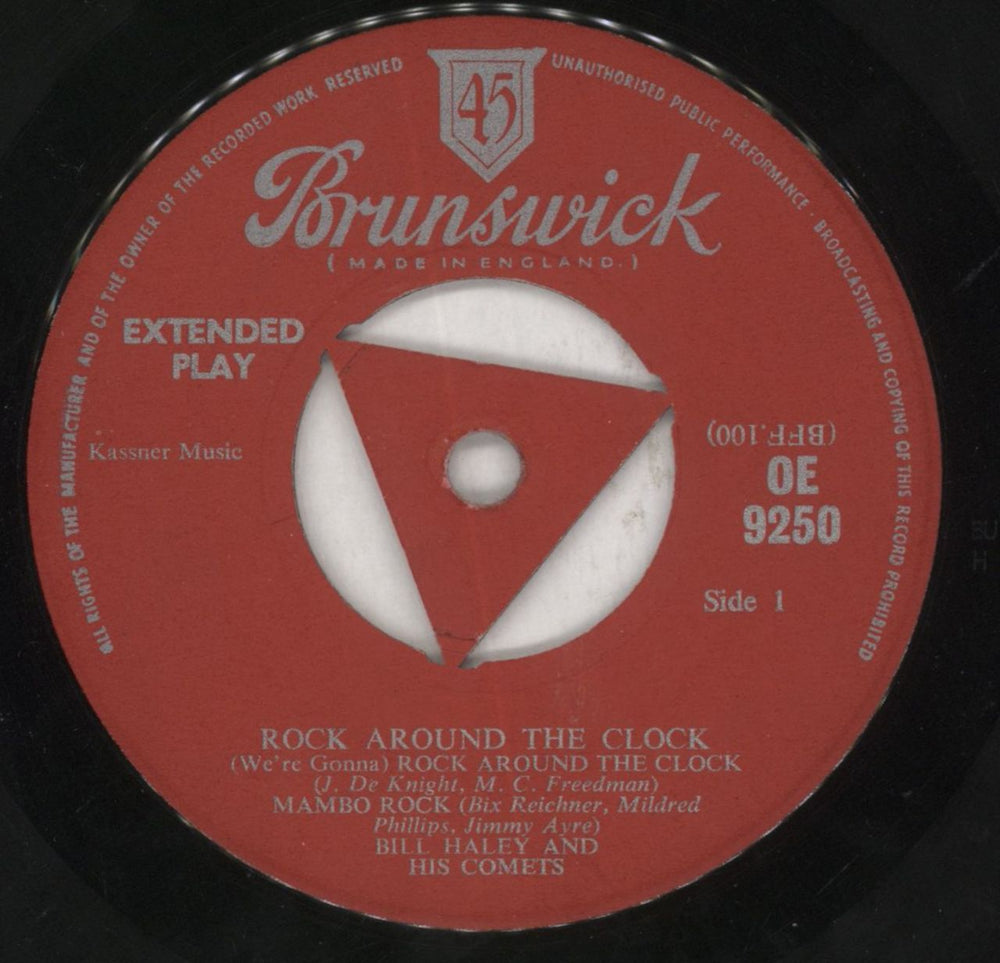 ALL RIGHTS OF THE MANUFACTURER AND OF THE OWNER OF THE RECORDED WORK RESERVED
UNAUTHORISED PUBLIC PERFORMANCE · BROADCASTING AND COPYING OF THIS RECORD PROHIBITED
45
Brunswick
( MADE IN ENGLAND. )
EXTENDED
PLAY
Kassner Music
(BFF.100)
OE
9250
Side 1
ROCK AROUND THE CLOCK
(We're Gonna) ROCK AROUND THE CLOCK
(J. De Knight, M. C. Freedman)
MAMBO ROCK (Bix Reichner, Mildred
Phillips, Jimmy Ayre)
BILL HALEY AND
HIS COMETS